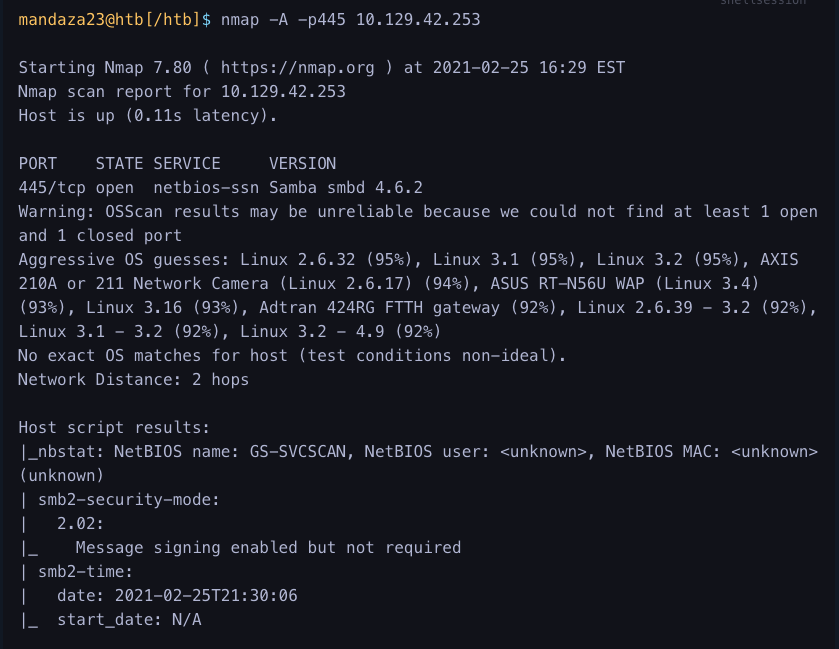 shellsession
mandaza23@htb[/htb]$ nmap -A -p445 10.129.42.253
Starting Nmap 7.80 ( https://nmap.org ) at 2021-02-25 16:29 EST
Nmap scan report for 10.129.42.253
Host is up (0.11s latency).
PORT    STATE SERVICE     VERSION
445/tcp open  netbios-ssn Samba smbd 4.6.2
Warning: OSScan results may be unreliable because we could not find at least 1 open
and 1 closed port
Aggressive OS guesses: Linux 2.6.32 (95%), Linux 3.1 (95%), Linux 3.2 (95%), AXIS
210A or 211 Network Camera (Linux 2.6.17) (94%), ASUS RT-N56U WAP (Linux 3.4)
(93%), Linux 3.16 (93%), Adtran 424RG FTTH gateway (92%), Linux 2.6.39 - 3.2 (92%),
Linux 3.1 - 3.2 (92%), Linux 3.2 - 4.9 (92%)
No exact OS matches for host (test conditions non-ideal).
Network Distance: 2 hops
Host script results:
|_nbstat: NetBIOS name: GS-SVCSCAN, NetBIOS user: <unknown>, NetBIOS MAC: <unknown>
(unknown)
| smb2-security-mode:
|   2.02:
|_    Message signing enabled but not required
| smb2-time:
|   date: 2021-02-25T21:30:06
|_  start_date: N/A